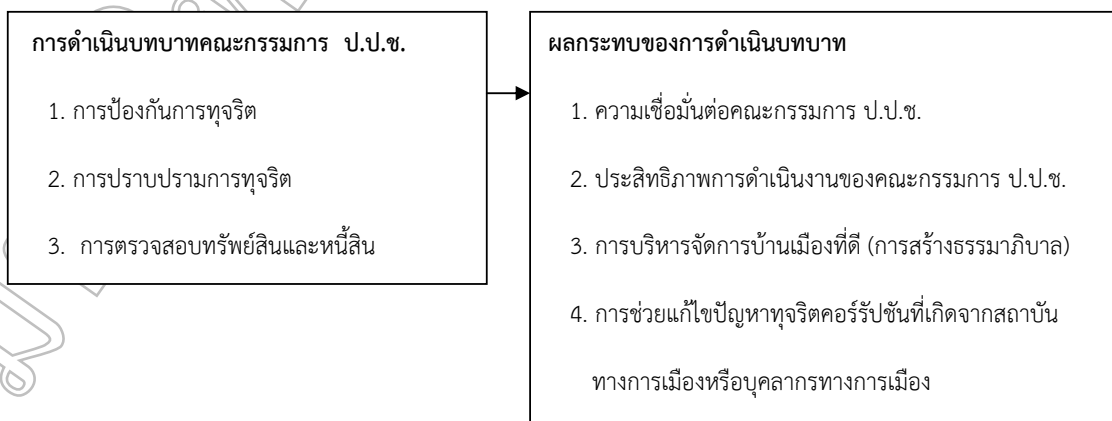 การดำเนินบทบาทคณะกรรมการ ป.ป.ช.
1. การป้องกันการทุจริต
2. การปราบปรามการทุจริต
3. การตรวจสอบทรัพย์สินและหนี้สิน
ผลกระทบของการดำเนินบทบาท
1. ความเชื่อมั่นต่อคณะกรรมการ ป.ป.ช.
2. ประสิทธิภาพการดำเนินงานของคณะกรรมการ ป.ป.ช.
3. การบริหารจัดการบ้านเมืองที่ดี (การสร้างธรรมาภิบาล)
4. การช่วยแก้ไขปัญหาทุจริตคอร์รัปชันที่เกิดจากสถาบัน
ทางการเมืองหรือบุคลากรทางการเมือง